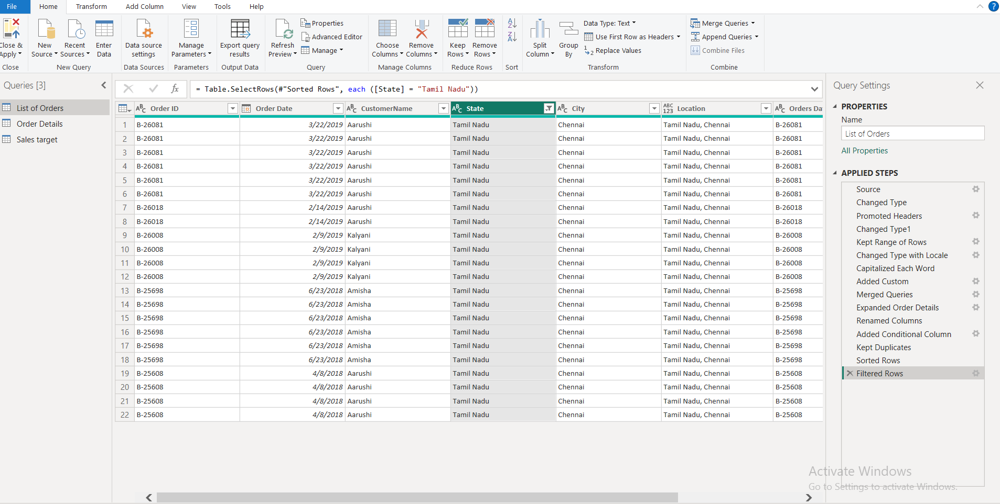 File Home Transform Add Column View Tools Help
Close & Apply
Close
New Source
Recent Sources
Enter Data
New Query
Data source settings
Data Sources
Manage Parameters
Parameters
Export query results
Output Data
Refresh Preview
Properties
Advanced Editor
Manage
Query
Choose Columns
Remove Columns
Manage Columns
Keep Rows
Remove Rows
Reduce Rows
Sort
Split Column
Group By
Data Type: Text
Use First Row as Headers
Replace Values
Transform
Merge Queries
Append Queries
Combine Files
Combine
Queries [3]
List of Orders
Order Details
Sales target
fx = Table.SelectRows(#"Sorted Rows", each ([State] = "Tamil Nadu"))
Order ID Order Date CustomerName State City Location Orders Da
1 B-26081 3/22/2019 Aarushi Tamil Nadu Chennai Tamil Nadu, Chennai B-26081
2 B-26081 3/22/2019 Aarushi Tamil Nadu Chennai Tamil Nadu, Chennai B-26081
3 B-26081 3/22/2019 Aarushi Tamil Nadu Chennai Tamil Nadu, Chennai B-26081
4 B-26081 3/22/2019 Aarushi Tamil Nadu Chennai Tamil Nadu, Chennai B-26081
5 B-26081 3/22/2019 Aarushi Tamil Nadu Chennai Tamil Nadu, Chennai B-26081
6 B-26081 3/22/2019 Aarushi Tamil Nadu Chennai Tamil Nadu, Chennai B-26081
7 B-26018 2/14/2019 Aarushi Tamil Nadu Chennai Tamil Nadu, Chennai B-26018
8 B-26018 2/14/2019 Aarushi Tamil Nadu Chennai Tamil Nadu, Chennai B-26018
9 B-26008 2/9/2019 Kalyani Tamil Nadu Chennai Tamil Nadu, Chennai B-26008
10 B-26008 2/9/2019 Kalyani Tamil Nadu Chennai Tamil Nadu, Chennai B-26008
11 B-26008 2/9/2019 Kalyani Tamil Nadu Chennai Tamil Nadu, Chennai B-26008
12 B-26008 2/9/2019 Kalyani Tamil Nadu Chennai Tamil Nadu, Chennai B-26008
13 B-25698 6/23/2018 Amisha Tamil Nadu Chennai Tamil Nadu, Chennai B-25698
14 B-25698 6/23/2018 Amisha Tamil Nadu Chennai Tamil Nadu, Chennai B-25698
15 B-25698 6/23/2018 Amisha Tamil Nadu Chennai Tamil Nadu, Chennai B-25698
16 B-25698 6/23/2018 Amisha Tamil Nadu Chennai Tamil Nadu, Chennai B-25698
17 B-25698 6/23/2018 Amisha Tamil Nadu Chennai Tamil Nadu, Chennai B-25698
18 B-25698 6/23/2018 Amisha Tamil Nadu Chennai Tamil Nadu, Chennai B-25698
19 B-25608 4/8/2018 Aarushi Tamil Nadu Chennai Tamil Nadu, Chennai B-25608
20 B-25608 4/8/2018 Aarushi Tamil Nadu Chennai Tamil Nadu, Chennai B-25608
21 B-25608 4/8/2018 Aarushi Tamil Nadu Chennai Tamil Nadu, Chennai B-25608
22 B-25608 4/8/2018 Aarushi Tamil Nadu Chennai Tamil Nadu, Chennai B-25608
Query Settings
PROPERTIES
Name
List of Orders
All Properties
APPLIED STEPS
Source
Changed Type
Promoted Headers
Changed Type1
Kept Range of Rows
Changed Type with Locale
Capitalized Each Word
Added Custom
Merged Queries
Expanded Order Details
Renamed Columns
Added Conditional Column
Kept Duplicates
Sorted Rows
Filtered Rows
Activate Windows
Go to Settings to activate Windows.